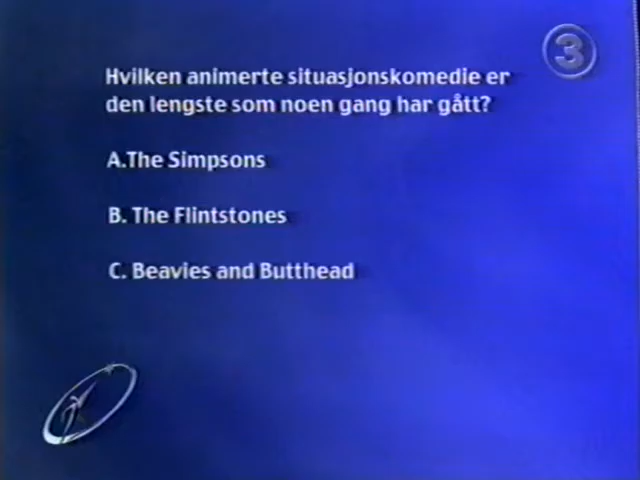 3
Hvilken animerte situasjonskomedie er
den lengste som noen gang har gått?
A.The Simpsons
B. The Flintstones
C. Beavies and Butthead